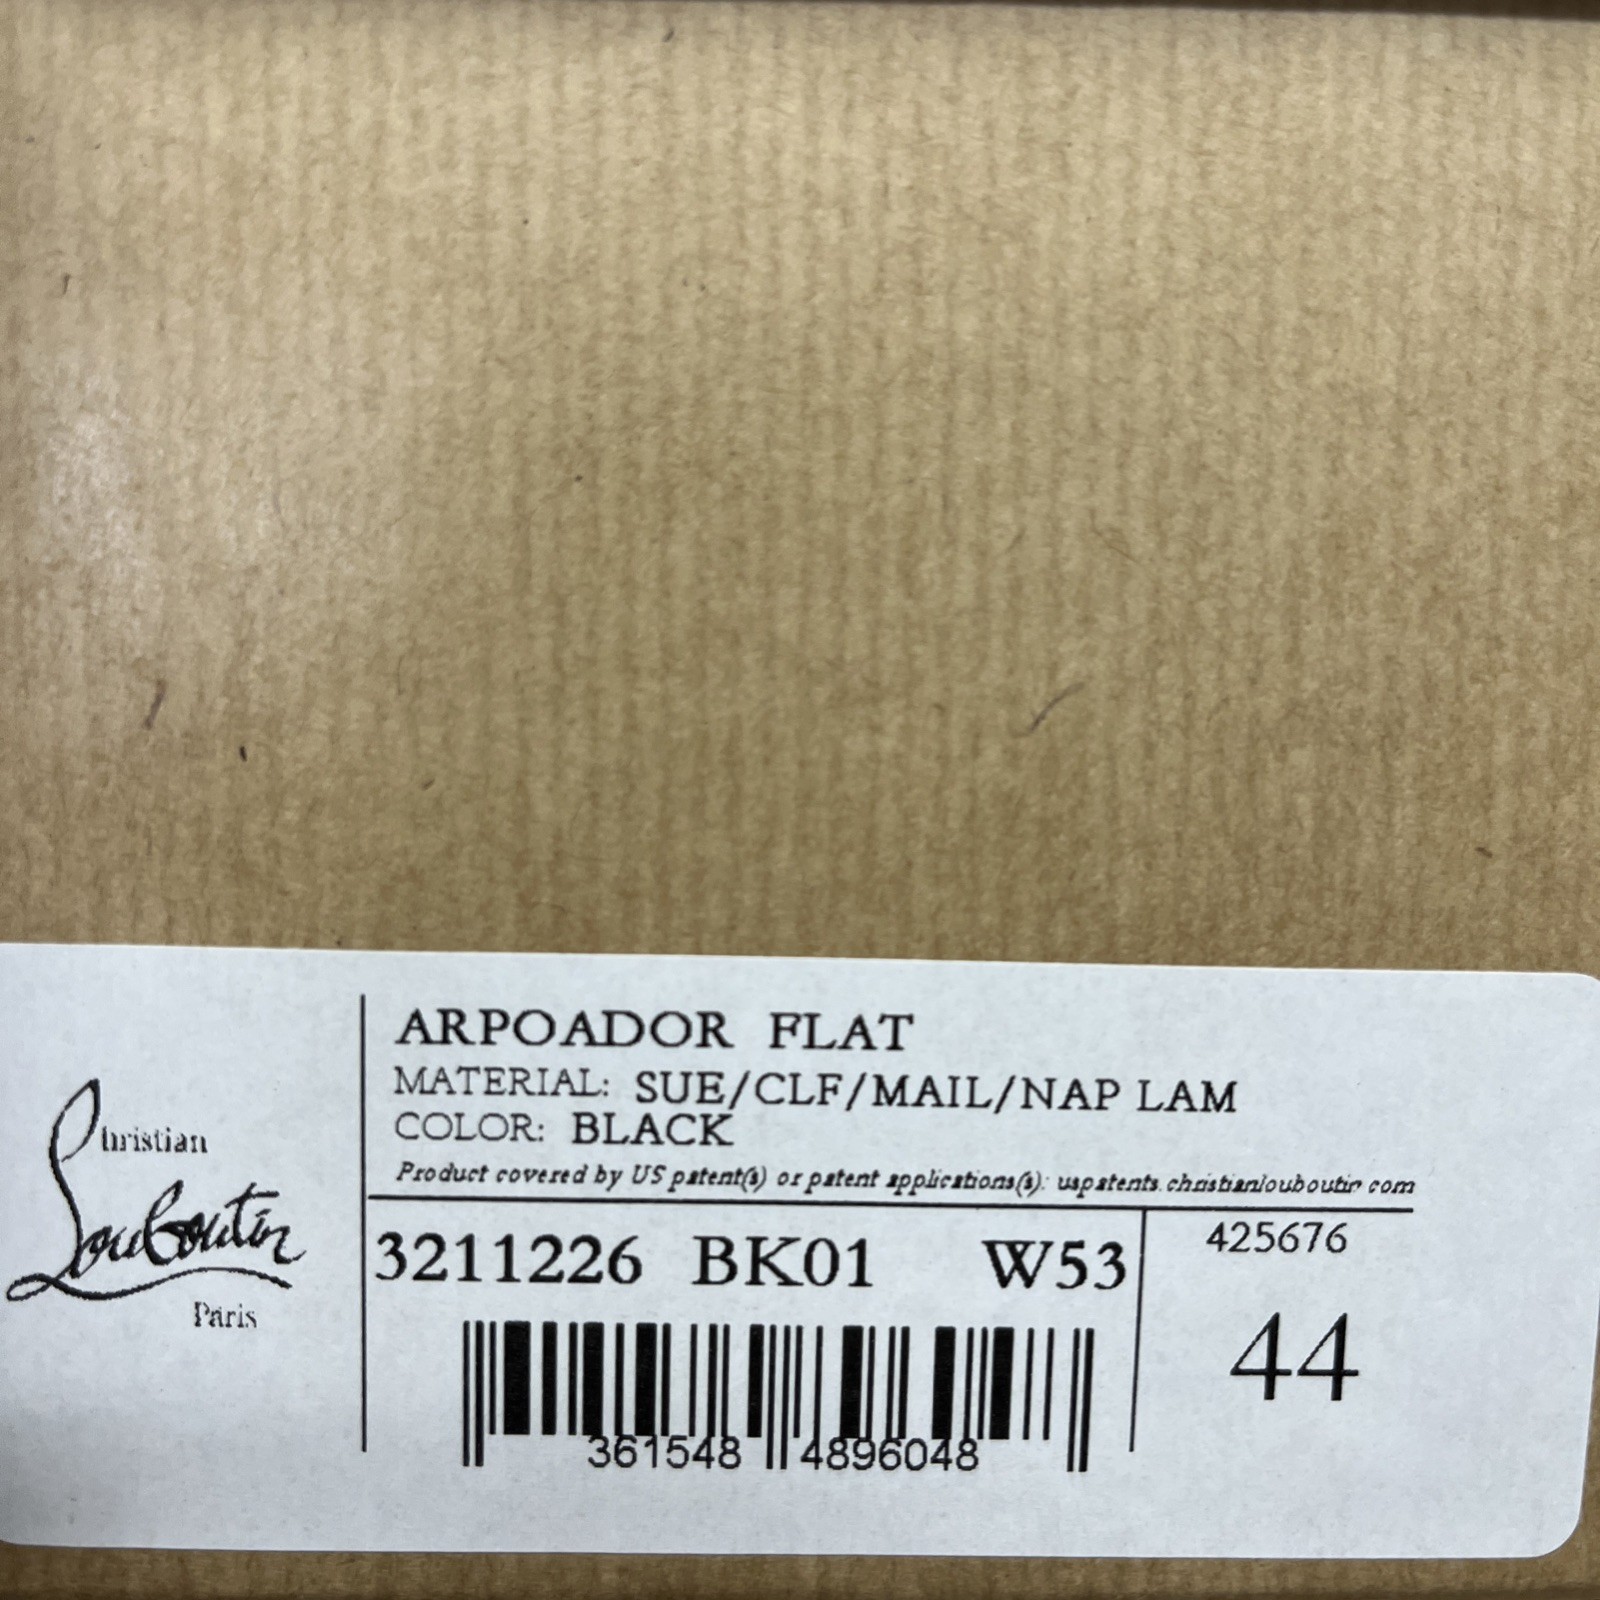 Christian
Louboutin
Paris
ARPOADOR FLAT
MATERIAL: SUE/CLF/MAIL/NAP LAM
COLOR: BLACK
Product covered by US patent(s) or patent applications(s): uspatents.christianlouboutin.com
3211226 BK01 W53
425676
44
361548 4896048